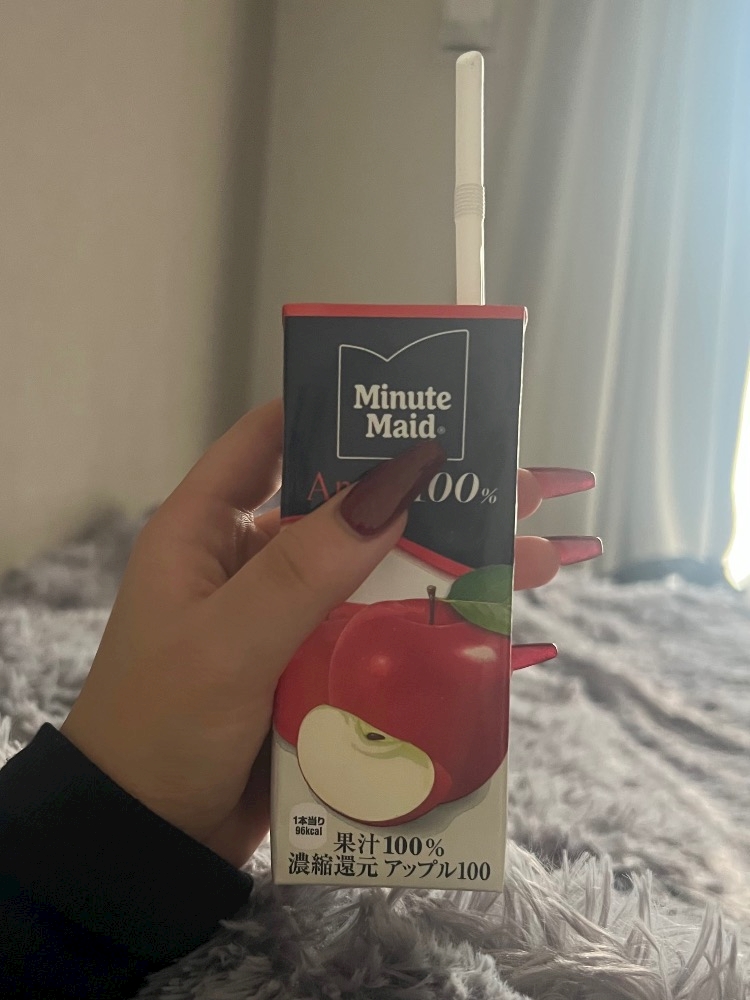 Minute
Maid®
100%
1本当り
96kcal
果汁100%
濃縮還元 アップル100